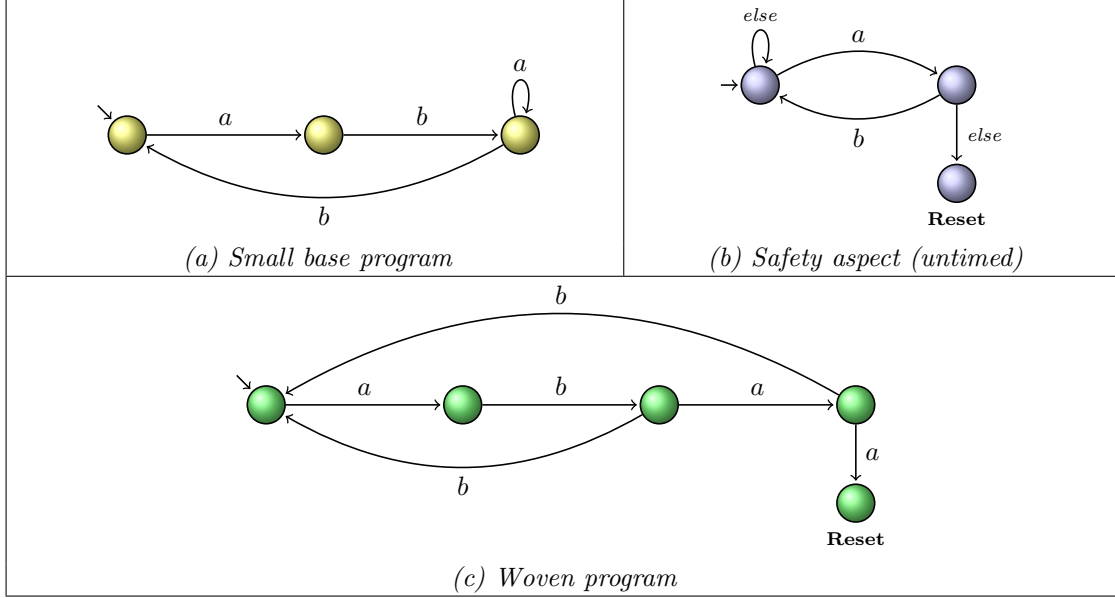 a
b
a
b
(a) Small base program
else
a
b
else
Reset
(b) Safety aspect (untimed)
b
a
b
a
b
a
Reset
(c) Woven program